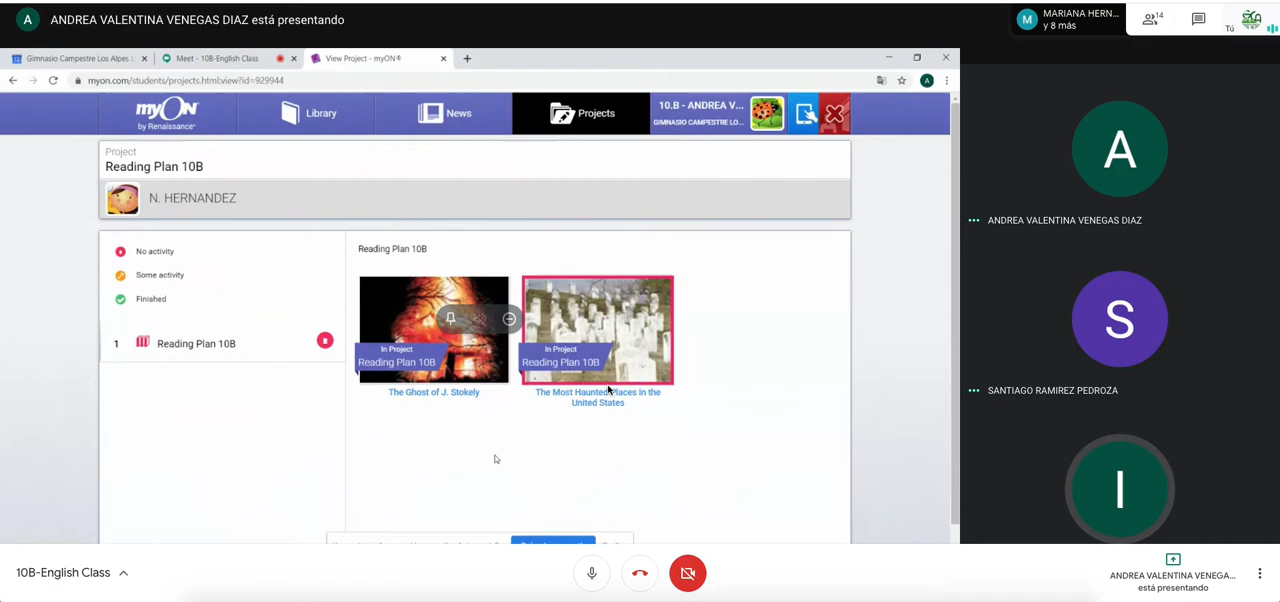 A ANDREA VALENTINA VENEGAS DIAZ está presentando
M MARIANA HERN...
y 8 más
14
Tú
Gimnasio Campestre Los Alpes
Meet - 10B-English Class
View Project - myON®
myon.com/students/projects.html:view?id=929944
A
myON
by Renaissance®
Library
News
Projects
10.B - ANDREA V...
GIMNASIO CAMPESTRE LO...
Project
Reading Plan 10B
N. HERNANDEZ
No activity
Some activity
Finished
1 Reading Plan 10B
Reading Plan 10B
In Project
Reading Plan 10B
The Ghost of J. Stokely
In Project
Reading Plan 10B
The Most Haunted Places in the
United States
A
ANDREA VALENTINA VENEGAS DIAZ
S
SANTIAGO RAMIREZ PEDROZA
I
10B-English Class
ANDREA VALENTINA VENEGA...
está presentando